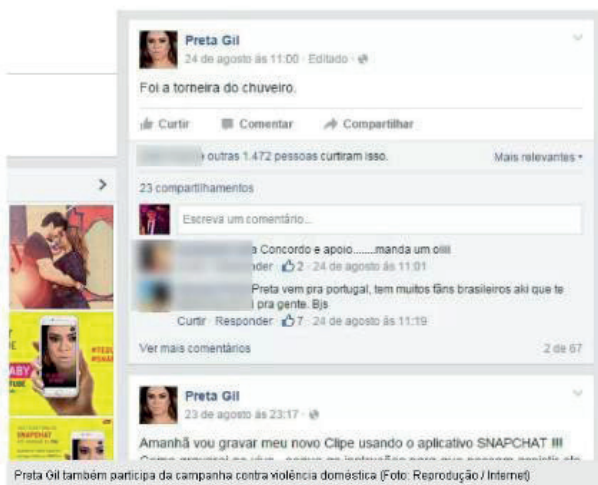 Preta Gil
24 de agosto às 11:00 · Editado ·
Foi a torneira do chuveiro.
Curtir Comentar Compartilhar
outras 1.472 pessoas curtiram isso. Mais relevantes
23 compartilhamentos
Escreva um comentário...
a Concordo e apoio.......manda um oiiii
nder · 2 · 24 de agosto às 11:01
Preta vem pra portugal, tem muitos fãns brasileiros aki que te
i pra gente. Bjs
Curtir · Responder · 7 · 24 de agosto às 11:19
Ver mais comentários 2 de 67
Preta Gil
23 de agosto às 23:17 ·
Amanhã vou gravar meu novo Clipe usando o aplicativo SNAPCHAT !!!
ABY
TUBE
SNAPCHAT
Preta Gil também participa da campanha contra violência doméstica (Foto: Reprodução / Internet)